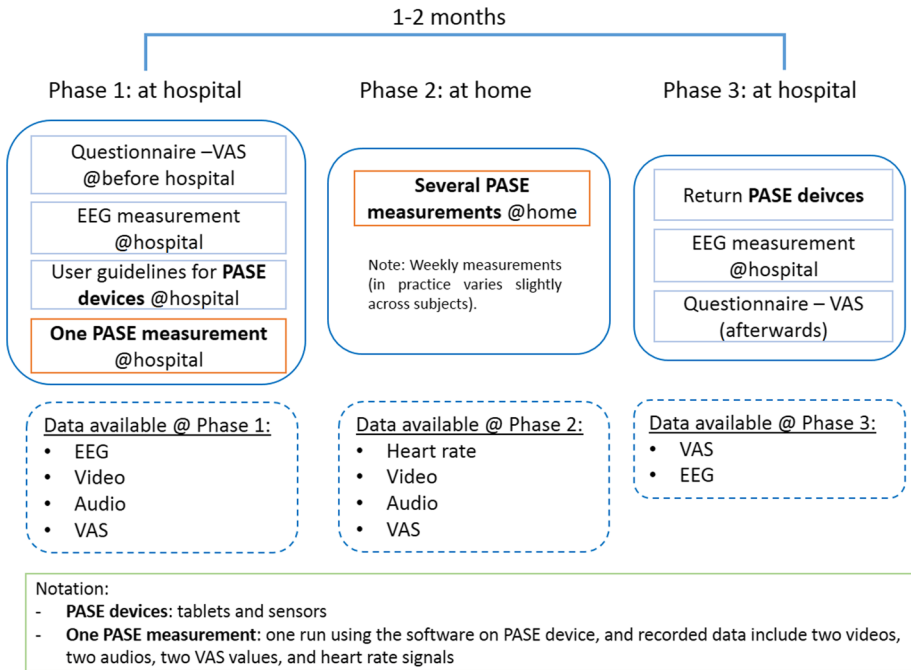 1-2 months
Phase 1: at hospital
Questionnaire –VAS
@before hospital
EEG measurement
@hospital
User guidelines for PASE
devices @hospital
One PASE measurement
@hospital
Data available @ Phase 1:
• EEG
• Video
• Audio
• VAS
Phase 2: at home
Several PASE
measurements @home
Note: Weekly measurements
(in practice varies slightly
across subjects).
Data available @ Phase 2:
• Heart rate
• Video
• Audio
• VAS
Phase 3: at hospital
Return PASE deivces
EEG measurement
@hospital
Questionnaire – VAS
(afterwards)
Data available @ Phase 3:
• VAS
• EEG
Notation:
- PASE devices: tablets and sensors
- One PASE measurement: one run using the software on PASE device, and recorded data include two videos,
two audios, two VAS values, and heart rate signals